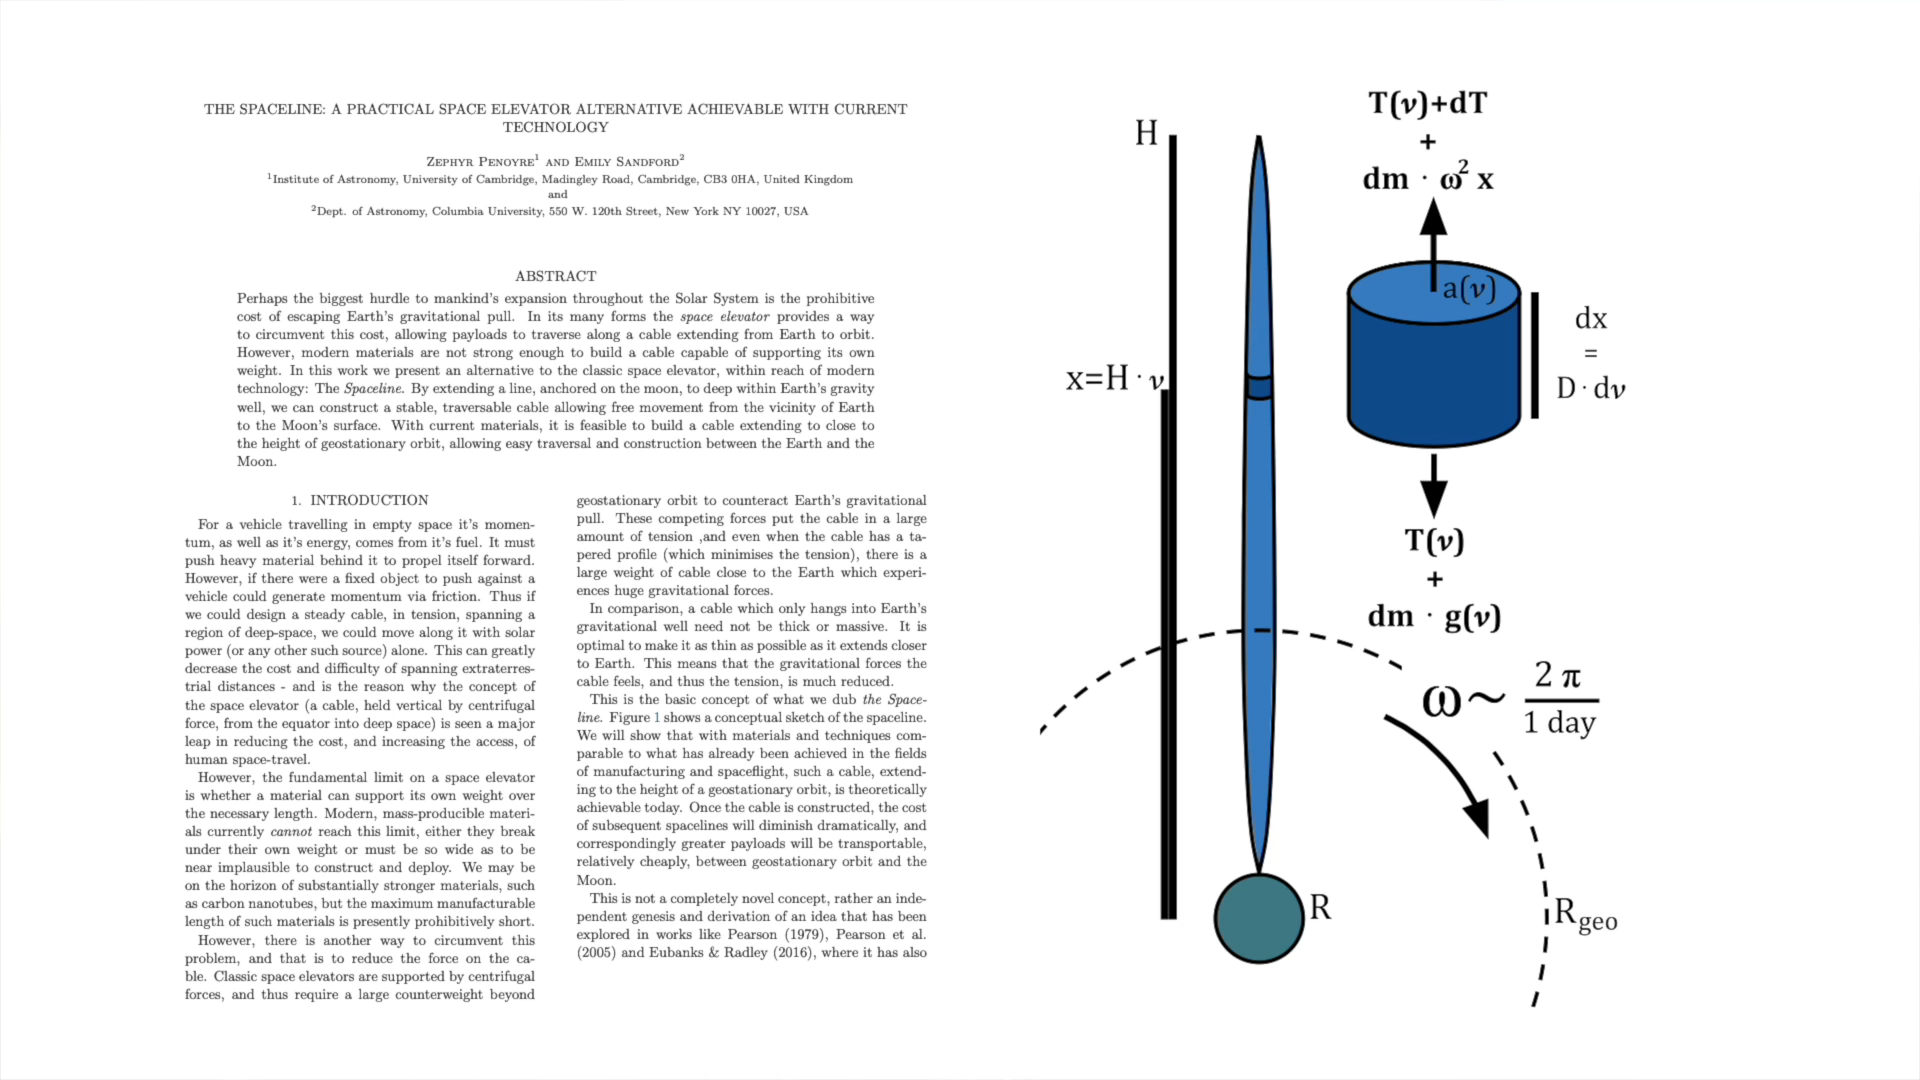 THE SPACELINE: A PRACTICAL SPACE ELEVATOR ALTERNATIVE ACHIEVABLE WITH CURRENT
TECHNOLOGY
Zephyr Penoyre1 and Emily Sandford2
1Institute of Astronomy, University of Cambridge, Madingley Road, Cambridge, CB3 0HA, United Kingdom
and
2Dept. of Astronomy, Columbia University, 550 W. 120th Street, New York NY 10027, USA
ABSTRACT
Perhaps the biggest hurdle to mankind's expansion throughout the Solar System is the prohibitive
cost of escaping Earth's gravitational pull. In its many forms the space elevator provides a way
to circumvent this cost, allowing payloads to traverse along a cable extending from Earth to orbit.
However, modern materials are not strong enough to build a cable capable of supporting its own
weight. In this work we present an alternative to the classic space elevator, within reach of modern
technology: The Spaceline. By extending a line, anchored on the moon, to deep within Earth's gravity
well, we can construct a stable, traversable cable allowing free movement from the vicinity of Earth
to the Moon's surface. With current materials, it is feasible to build a cable extending to close to
the height of geostationary orbit, allowing easy traversal and construction between the Earth and the
Moon.
1. INTRODUCTION
For a vehicle travelling in empty space it's momen-
tum, as well as it's energy, comes from it's fuel. It must
push heavy material behind it to propel itself forward.
However, if there were a fixed object to push against a
vehicle could generate momentum via friction. Thus if
we could design a steady cable, in tension, spanning a
region of deep-space, we could move along it with solar
power (or any other such source) alone. This can greatly
decrease the cost and difficulty of spanning extraterres-
trial distances - and is the reason why the concept of
the space elevator (a cable, held vertical by centrifugal
force, from the equator into deep space) is seen a major
leap in reducing the cost, and increasing the access, of
human space-travel.
However, the fundamental limit on a space elevator
is whether a material can support its own weight over
the necessary length. Modern, mass-producible materi-
als currently cannot reach this limit, either they break
under their own weight or must be so wide as to be
near implausible to construct and deploy. We may be
on the horizon of substantially stronger materials, such
as carbon nanotubes, but the maximum manufacturable
length of such materials is presently prohibitively short.
However, there is another way to circumvent this
problem, and that is to reduce the force on the ca-
ble. Classic space elevators are supported by centrifugal
forces, and thus require a large counterweight beyond
geostationary orbit to counteract Earth's gravitational
pull. These competing forces put the cable in a large
amount of tension ,and even when the cable has a ta-
pered profile (which minimises the tension), there is a
large weight of cable close to the Earth which experi-
ences huge gravitational forces.
In comparison, a cable which only hangs into Earth's
gravitational well need not be thick or massive. It is
optimal to make it as thin as possible as it extends closer
to Earth. This means that the gravitational forces the
cable feels, and thus the tension, is much reduced.
This is the basic concept of what we dub the Space-
line. Figure 1 shows a conceptual sketch of the spaceline.
We will show that with materials and techniques com-
parable to what has already been achieved in the fields
of manufacturing and spaceflight, such a cable, extend-
ing to the height of a geostationary orbit, is theoretically
achievable today. Once the cable is constructed, the cost
of subsequent spacelines will diminish dramatically, and
correspondingly greater payloads will be transportable,
relatively cheaply, between geostationary orbit and the
Moon.
This is not a completely novel concept, rather an inde-
pendent genesis and derivation of an idea that has been
explored in works like Pearson (1979), Pearson et al.
(2005) and Eubanks & Radley (2016), where it has also
H
x=H · ν
T(ν)+dT
+
dm · ω² x
a(ν)
dx
=
D · dν
T(ν)
+
dm · g(ν)
ω ~ 2 π
1 day
R
Rgeo